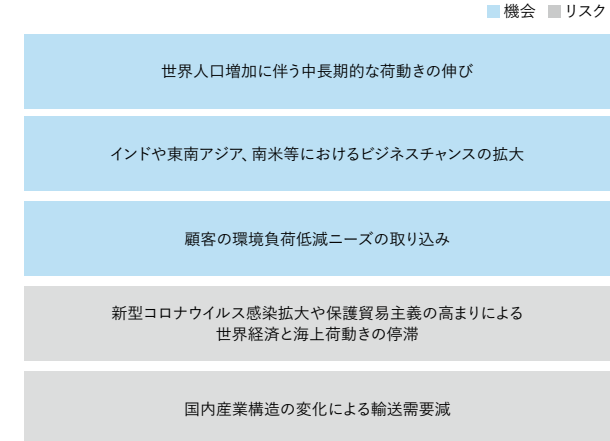 機会 リスク
世界人口増加に伴う中長期的な荷動きの伸び
インドや東南アジア、南米等におけるビジネスチャンスの拡大
顧客の環境負荷低減ニーズの取り込み
新型コロナウイルス感染拡大や保護貿易主義の高まりによる
世界経済と海上荷動きの停滞
国内産業構造の変化による輸送需要減